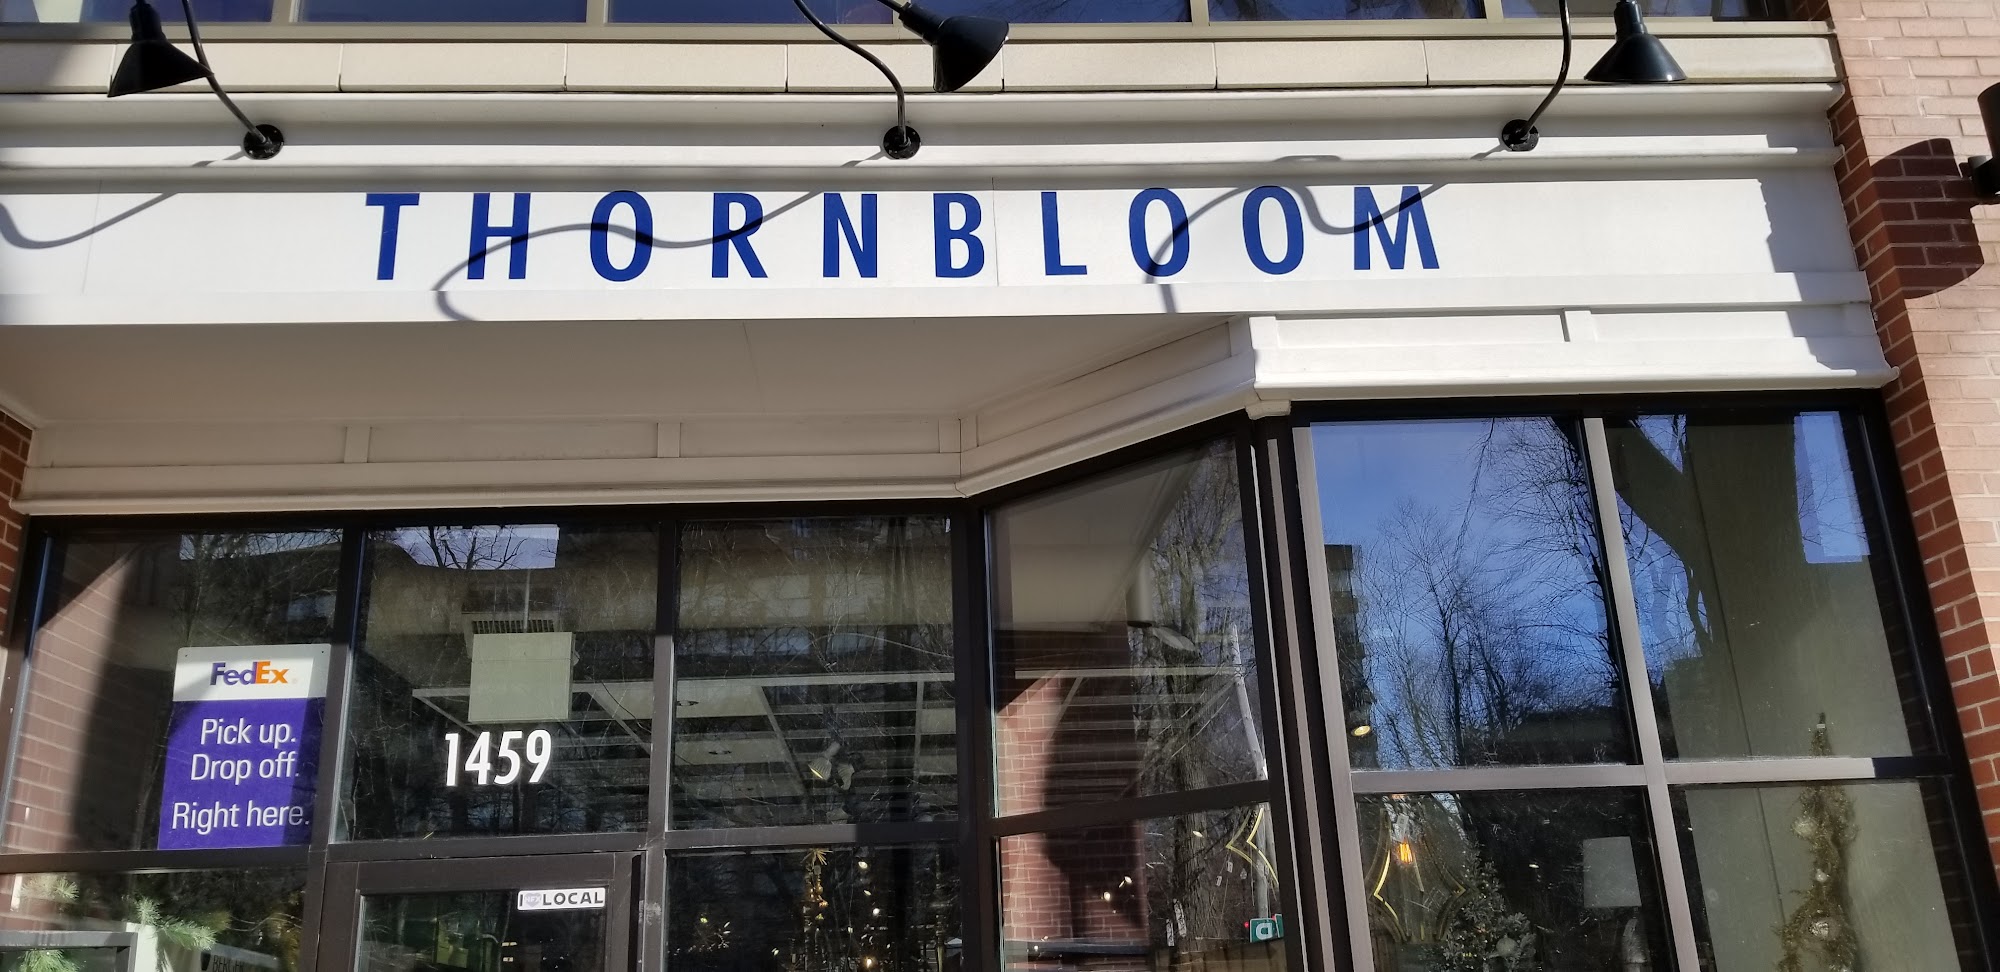 THORNBLOOM
FedEx
Pick up.
Drop off.
Right here.
1459
LOCAL